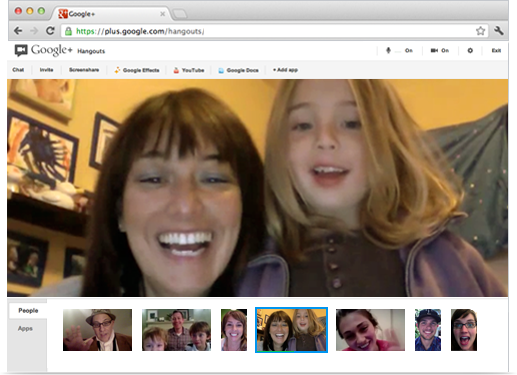 Google+
https://plus.google.com/hangouts/
Google+ Hangouts ... On On Exit
Chat Invite Screenshare Google Effects YouTube Google Docs + Add app
People
Apps